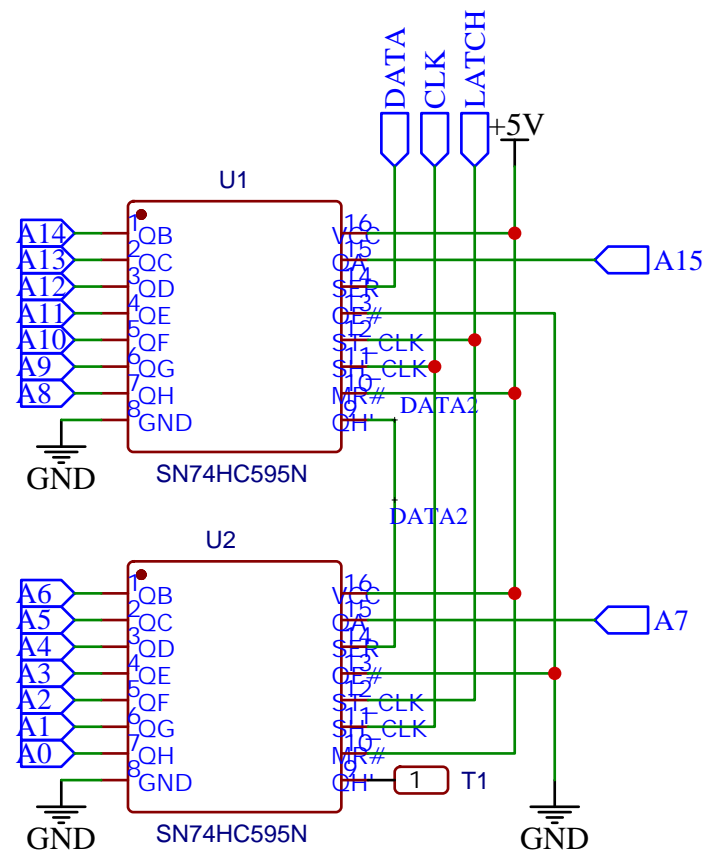 DATA
CLK
LATCH
+5V
U1
A14 1 QB
A13 2 QC
A12 3 QD
A11 4 QE
A10 5 QF
A9 6 QG
A8 7 QH
8 GND
GND
16 VCC
15 QA A15
14 SER
13 OE#
12 ST_CLK
11 SH_CLK
10 MR#
9 QH'
DATA2
SN74HC595N
DATA2
U2
A6 1 QB
A5 2 QC
A4 3 QD
A3 4 QE
A2 5 QF
A1 6 QG
A0 7 QH
8 GND
GND
16 VCC
15 QA A7
14 SER
13 OE#
12 ST_CLK
11 SH_CLK
10 MR#
9 QH' 1 T1
SN74HC595N
GND